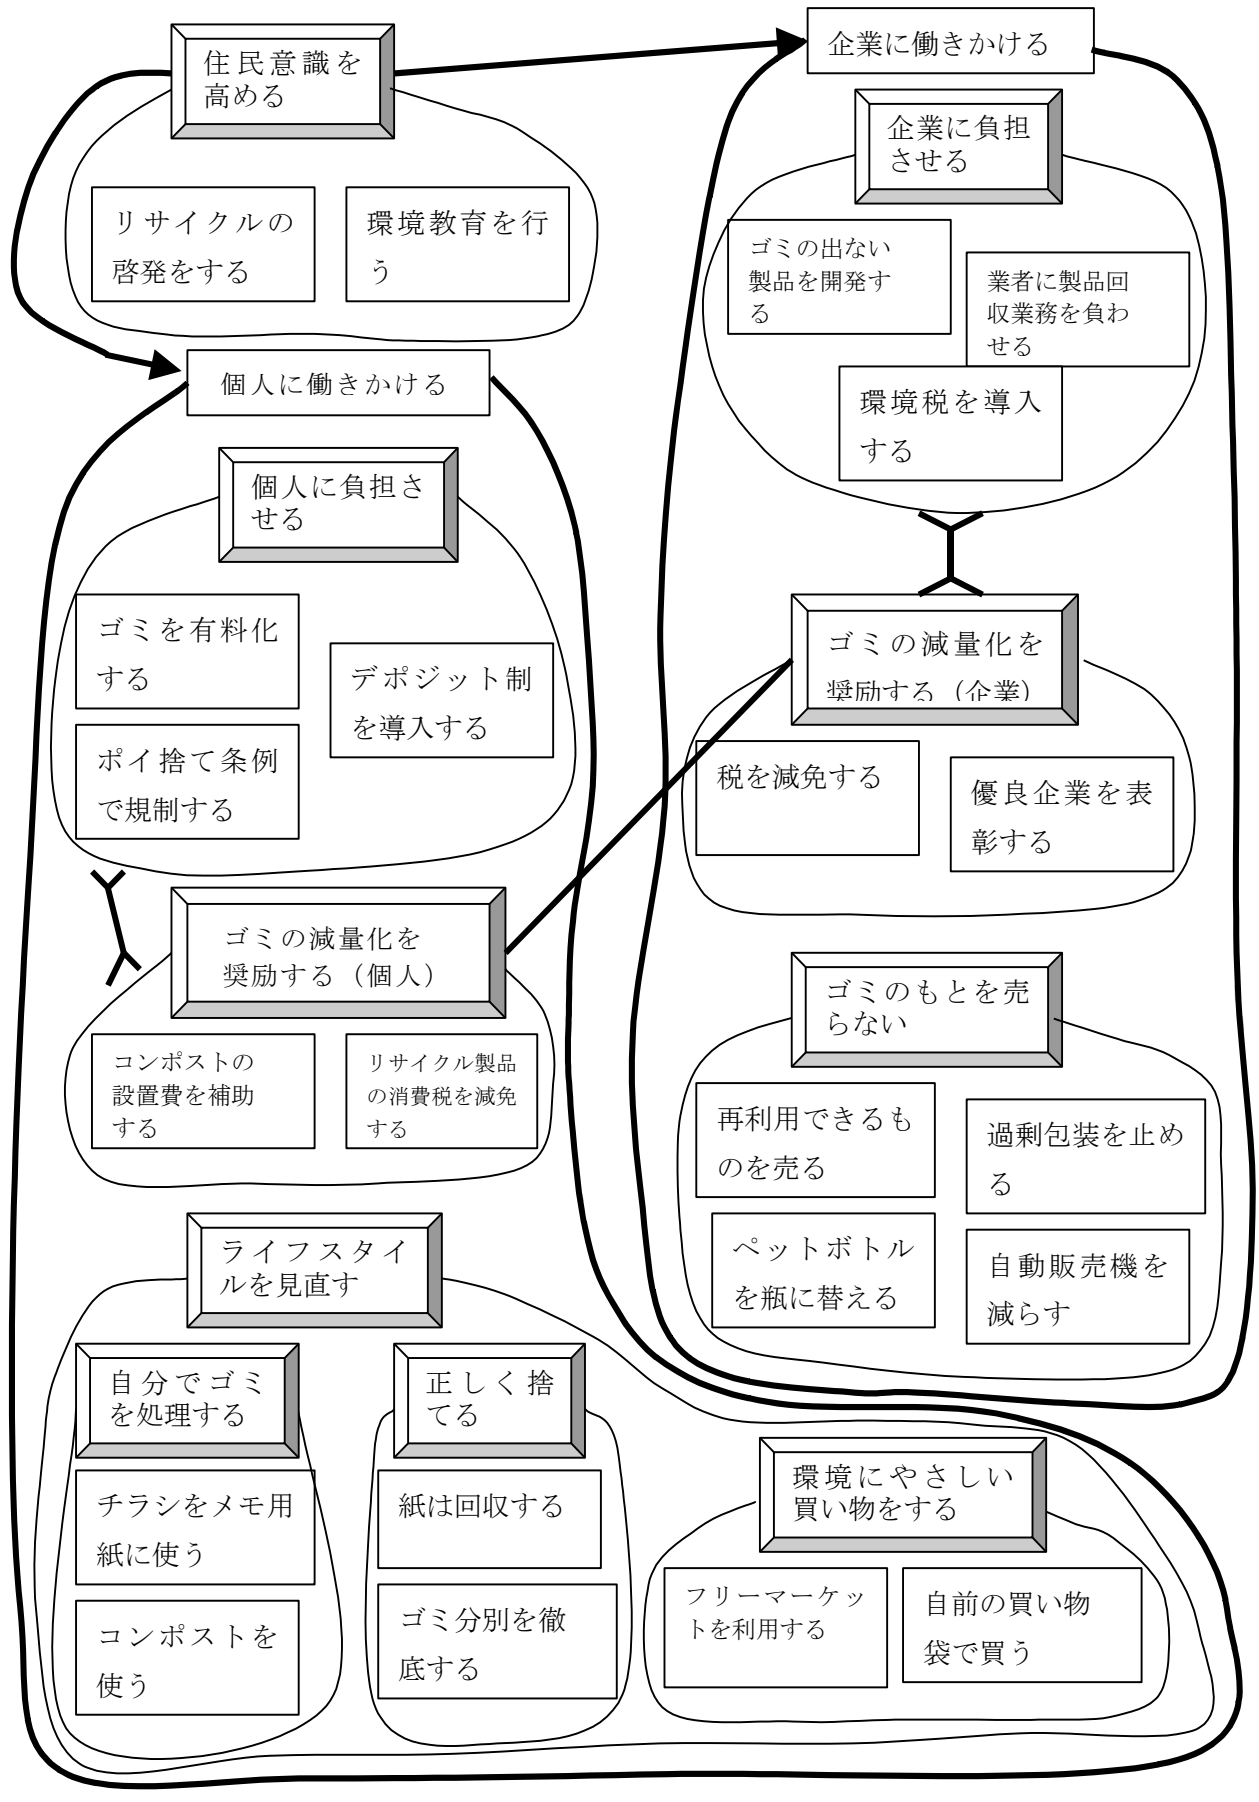 住民意識を
高める
リサイクルの
啓発をする
環境教育を行
う
企業に働きかける
企業に負担
させる
ゴミの出ない
製品を開発す
る
業者に製品回
収業務を負わ
せる
環境税を導入
する
個人に働きかける
個人に負担さ
せる
ゴミを有料化
する
デポジット制
を導入する
ポイ捨て条例
で規制する
ゴミの減量化を
奨励する（企業）
税を減免する
優良企業を表
彰する
ゴミの減量化を
奨励する（個人）
コンポストの
設置費を補助
する
リサイクル製品
の消費税を減免
する
ゴミのもとを売
らない
再利用できるも
のを売る
過剰包装を止め
る
ペットボトル
を瓶に替える
自動販売機を
減らす
ライフスタイ
ルを見直す
自分でゴミ
を処理する
チラシをメモ用
紙に使う
コンポストを
使う
正しく捨
てる
紙は回収する
ゴミ分別を徹
底する
環境にやさしい
買い物をする
フリーマーケッ
トを利用する
自前の買い物
袋で買う